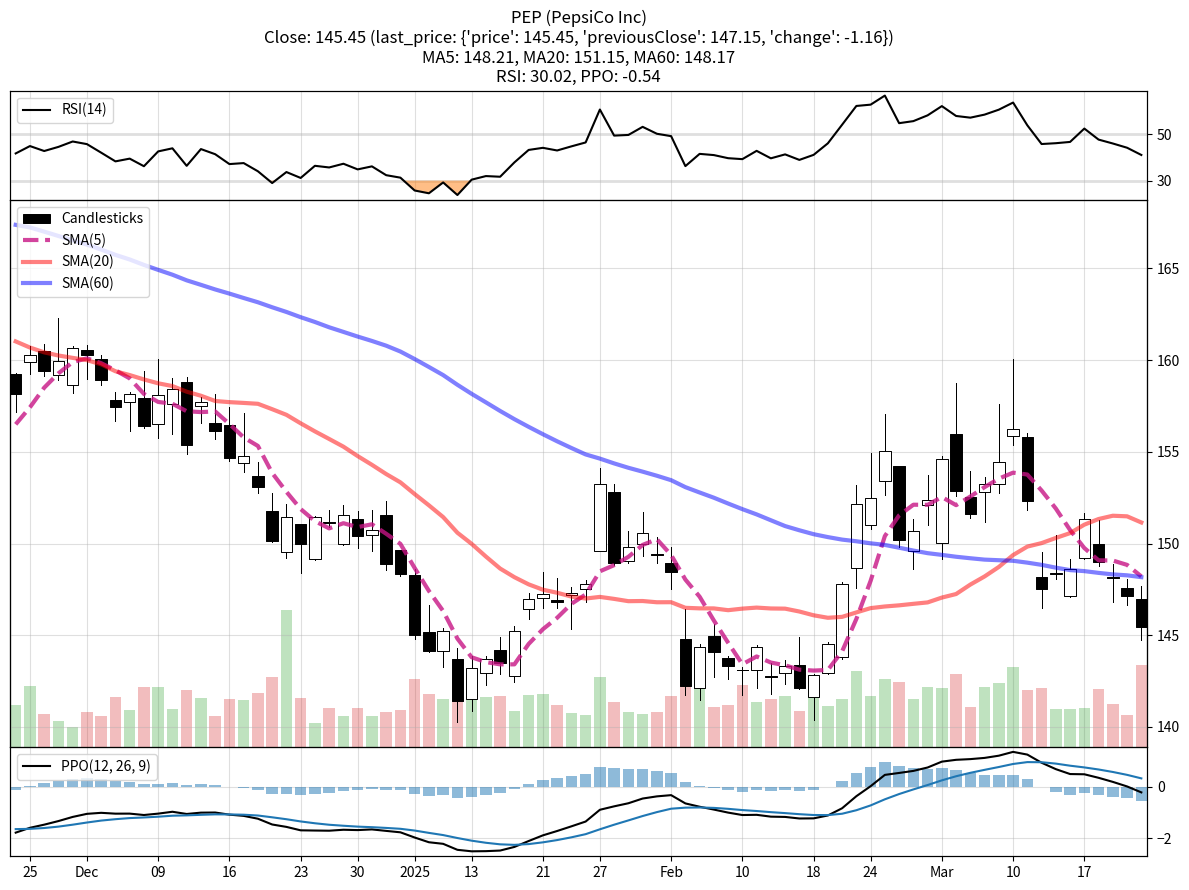 PEP (PepsiCo Inc)
Close: 145.45 (last_price: {'price': 145.45, 'previousClose': 147.15, 'change': -1.16})
MA5: 148.21, MA20: 151.15, MA60: 148.17
RSI: 30.02, PPO: -0.54
RSI(14)
50
30
Candlesticks
SMA(5)
SMA(20)
SMA(60)
165
160
155
150
145
140
PPO(12, 26, 9)
0
−2
25 Dec 09 16 23 30 2025 13 21 27 Feb 10 18 24 Mar 10 17